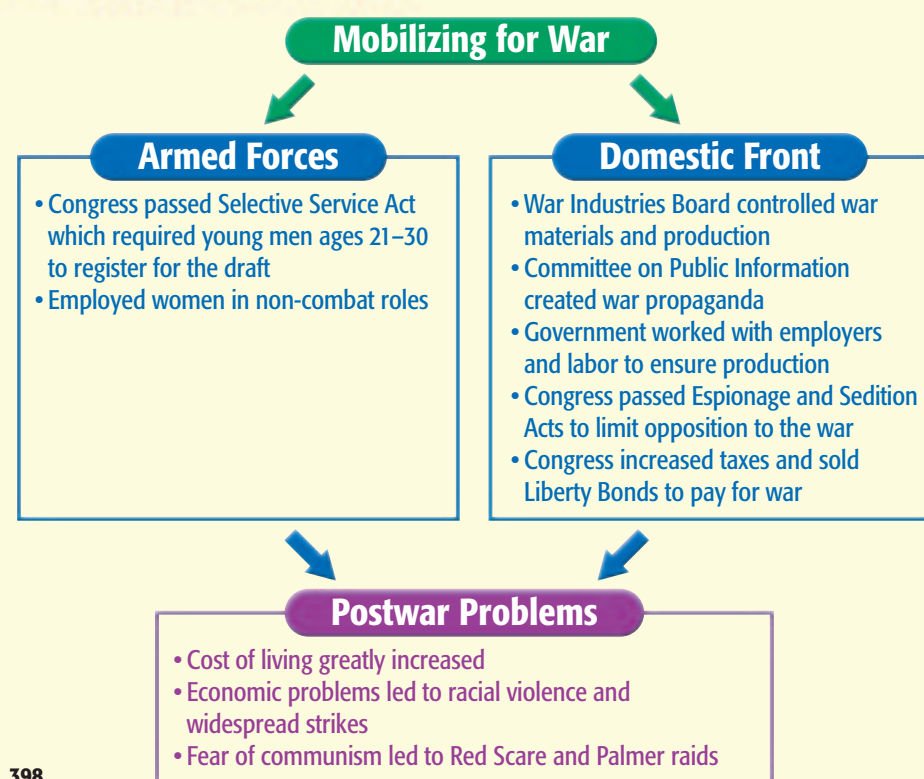 Mobilizing for War
Armed Forces
• Congress passed Selective Service Act
which required young men ages 21–30
to register for the draft
• Employed women in non-combat roles
Domestic Front
• War Industries Board controlled war
materials and production
• Committee on Public Information
created war propaganda
• Government worked with employers
and labor to ensure production
• Congress passed Espionage and Sedition
Acts to limit opposition to the war
• Congress increased taxes and sold
Liberty Bonds to pay for war
Postwar Problems
• Cost of living greatly increased
• Economic problems led to racial violence and
widespread strikes
• Fear of communism led to Red Scare and Palmer raids
398